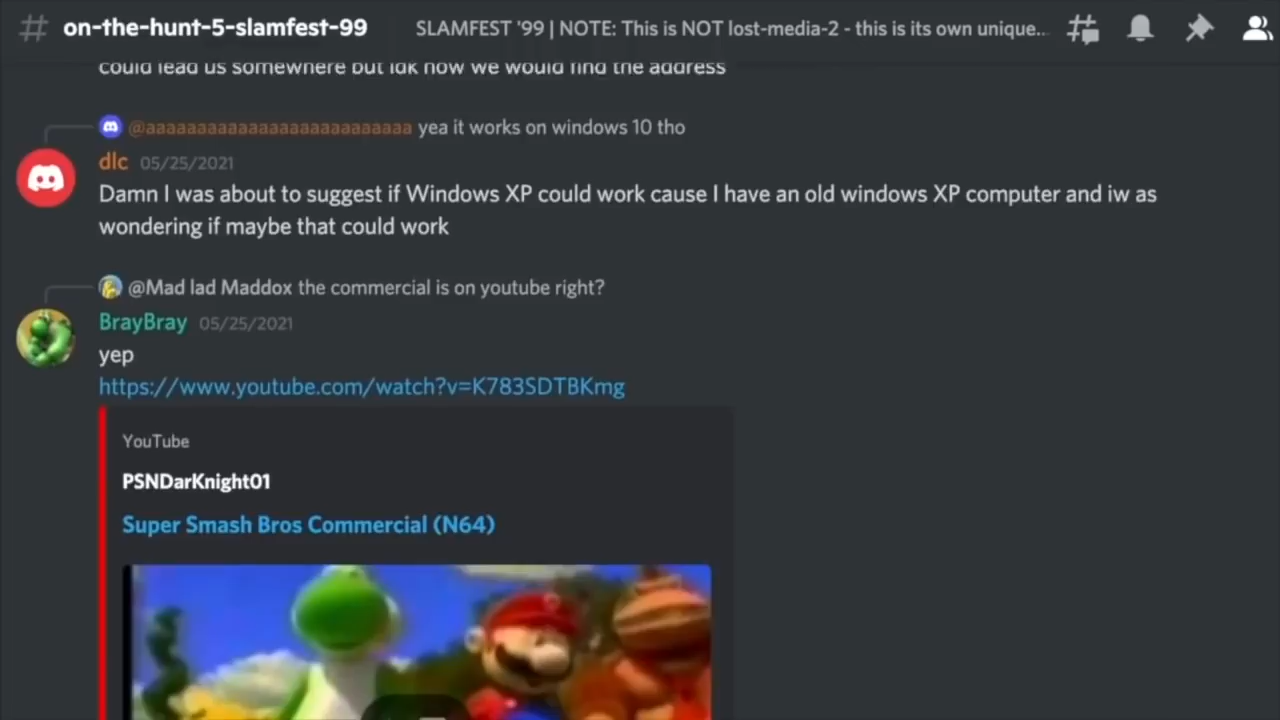 on-the-hunt-5-slamfest-99
SLAMFEST '99 | NOTE: This is NOT lost-media-2 - this is its own unique...
could lead us somewhere but idk how we would find the address
@aaaaaaaaaaaaaaaaaaaaaaaaaa yea it works on windows 10 tho
dlc 05/25/2021
Damn I was about to suggest if Windows XP could work cause I have an old windows XP computer and iw as
wondering if maybe that could work
@Mad lad Maddox the commercial is on youtube right?
BrayBray 05/25/2021
yep
https://www.youtube.com/watch?v=K783SDTBKmg
YouTube
PSNDarKnight01
Super Smash Bros Commercial (N64)